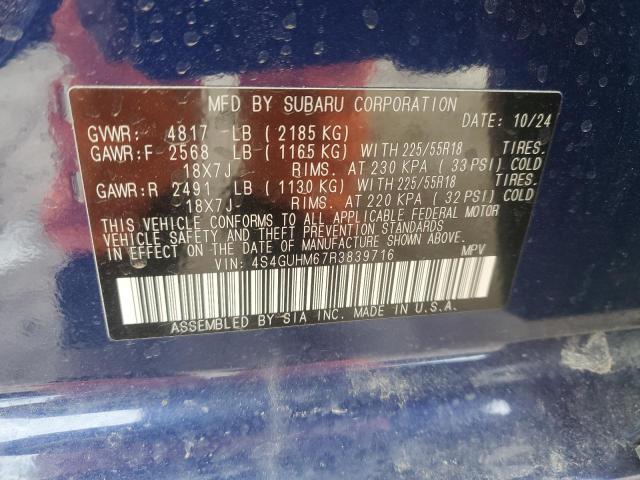 MFD BY SUBARU CORPORATION
DATE: 10/24
GVWR: 4817 LB (2185 KG)
GAWR:F 2568 LB (1165 KG) WITH 225/55R18 TIRES.
18X7J RIMS. AT 230 KPA (33 PSI) COLD
GAWR:R 2491 LB (1130 KG) WITH 225/55R18 TIRES.
18X7J RIMS. AT 220 KPA (32 PSI) COLD
THIS VEHICLE CONFORMS TO ALL APPLICABLE FEDERAL MOTOR
VEHICLE SAFETY AND THEFT PREVENTION STANDARDS
IN EFFECT ON THE DATE OF MANUFACTURE SHOWN ABOVE.
VIN: 4S4GUHM67R3839716 MPV
ASSEMBLED BY SIA INC. MADE IN U.S.A.